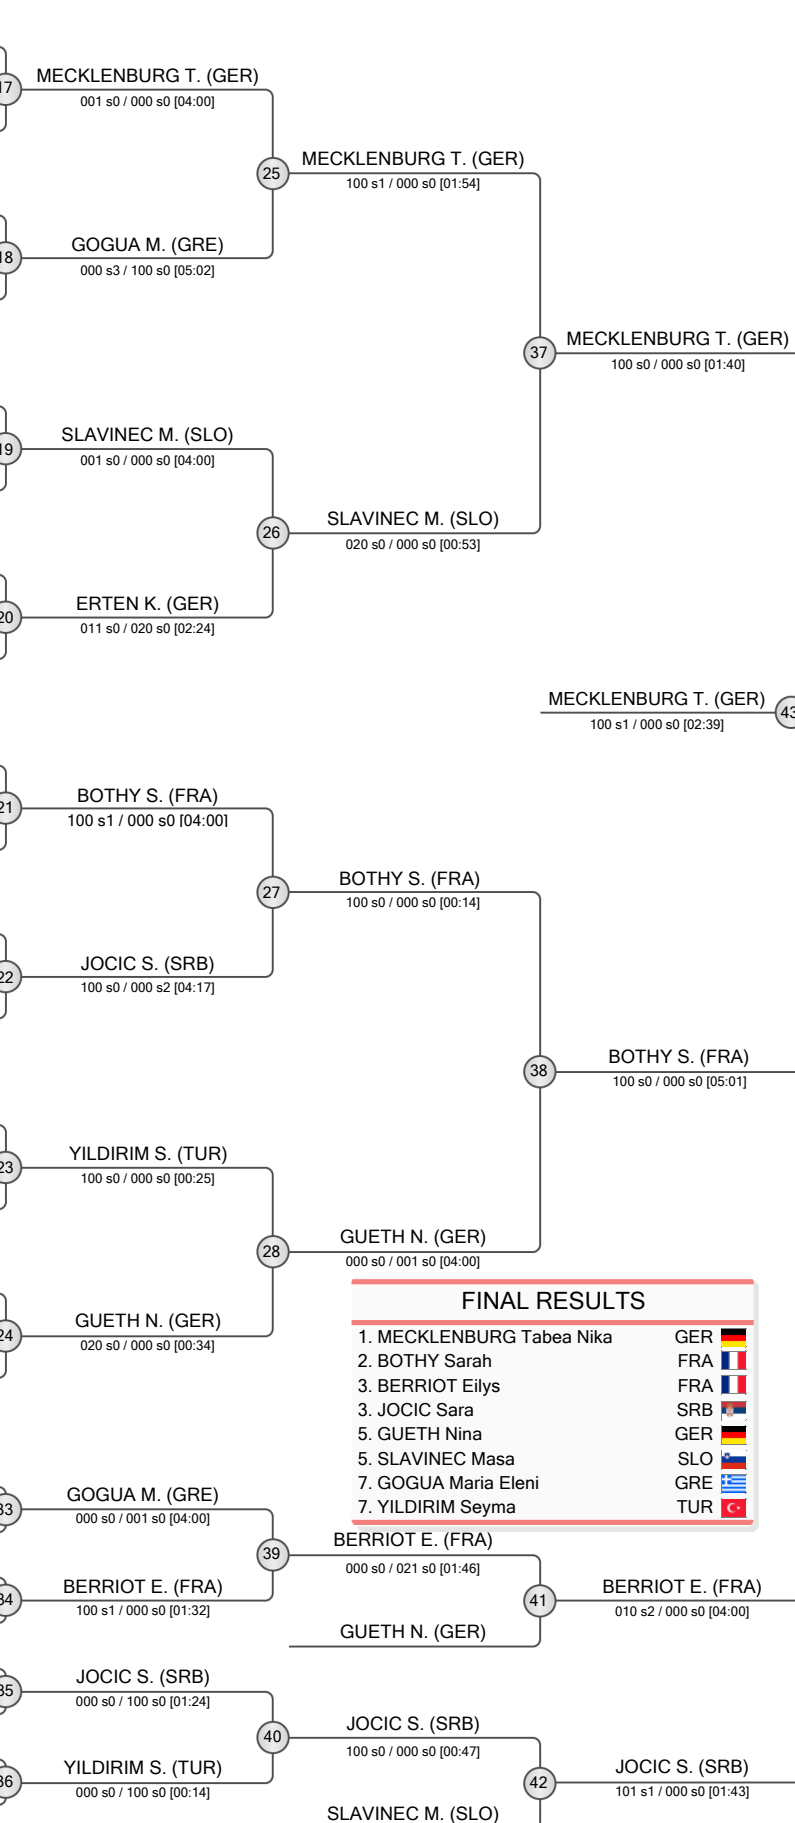 MECKLENBURG T. (GER)
17
001 s0 / 000 s0 [04:00]
MECKLENBURG T. (GER)
25
100 s1 / 000 s0 [01:54]
GOGUA M. (GRE)
18
000 s3 / 100 s0 [05:02]
MECKLENBURG T. (GER)
37
100 s0 / 000 s0 [01:40]
SLAVINEC M. (SLO)
19
001 s0 / 000 s0 [04:00]
SLAVINEC M. (SLO)
26
020 s0 / 000 s0 [00:53]
ERTEN K. (GER)
20
011 s0 / 020 s0 [02:24]
MECKLENBURG T. (GER)
43
100 s1 / 000 s0 [02:39]
BOTHY S. (FRA)
21
100 s1 / 000 s0 [04:00]
BOTHY S. (FRA)
27
100 s0 / 000 s0 [00:14]
JOCIC S. (SRB)
22
100 s0 / 000 s2 [04:17]
BOTHY S. (FRA)
38
100 s0 / 000 s0 [05:01]
YILDIRIM S. (TUR)
23
100 s0 / 000 s0 [00:25]
GUETH N. (GER)
28
000 s0 / 001 s0 [04:00]
GUETH N. (GER)
24
020 s0 / 000 s0 [00:34]
FINAL RESULTS
1. MECKLENBURG Tabea Nika GER
2. BOTHY Sarah FRA
3. BERRIOT Eilys FRA
3. JOCIC Sara SRB
5. GUETH Nina GER
5. SLAVINEC Masa SLO
7. GOGUA Maria Eleni GRE
7. YILDIRIM Seyma TUR
GOGUA M. (GRE)
33
000 s0 / 001 s0 [04:00]
BERRIOT E. (FRA)
39
000 s0 / 021 s0 [01:46]
BERRIOT E. (FRA)
34
100 s1 / 000 s0 [01:32]
BERRIOT E. (FRA)
41
010 s2 / 000 s0 [04:00]
GUETH N. (GER)
JOCIC S. (SRB)
35
000 s0 / 100 s0 [01:24]
JOCIC S. (SRB)
40
100 s0 / 000 s0 [00:47]
YILDIRIM S. (TUR)
36
000 s0 / 100 s0 [00:14]
JOCIC S. (SRB)
42
101 s1 / 000 s0 [01:43]
SLAVINEC M. (SLO)